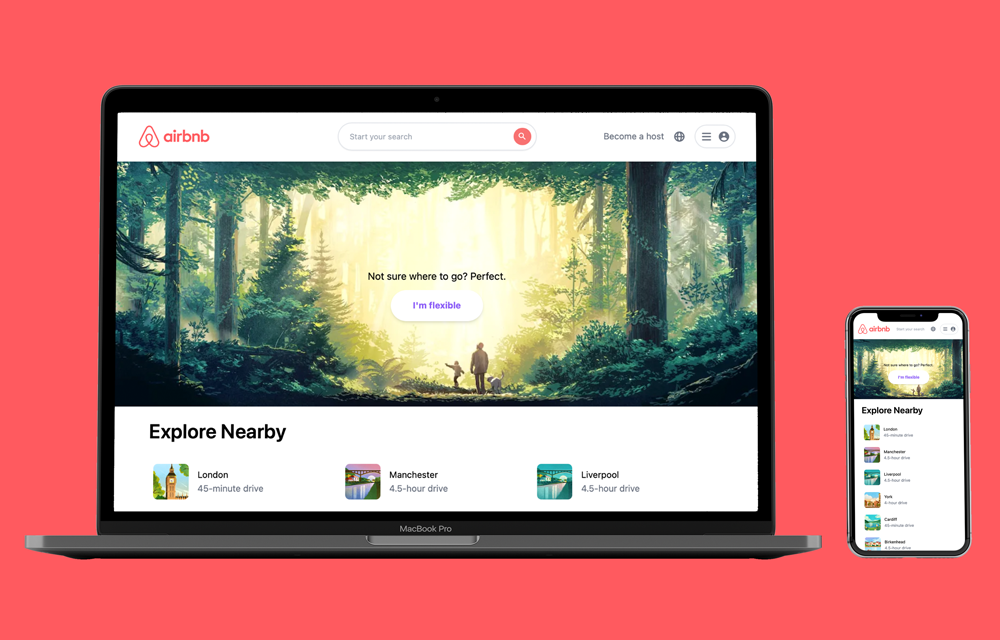 airbnb
Start your search
Become a host
Not sure where to go? Perfect.
I'm flexible
Explore Nearby
London
45-minute drive
Manchester
4.5-hour drive
Liverpool
4.5-hour drive
MacBook Pro
airbnb
Start your search
Not sure where to go? Perfect.
I'm flexible
Explore Nearby
London
45-minute drive
Manchester
4.5-hour drive
Liverpool
4.5-hour drive
York
4-hour drive
Cardiff
45-minute drive
Birkenhead
4.5-hour drive